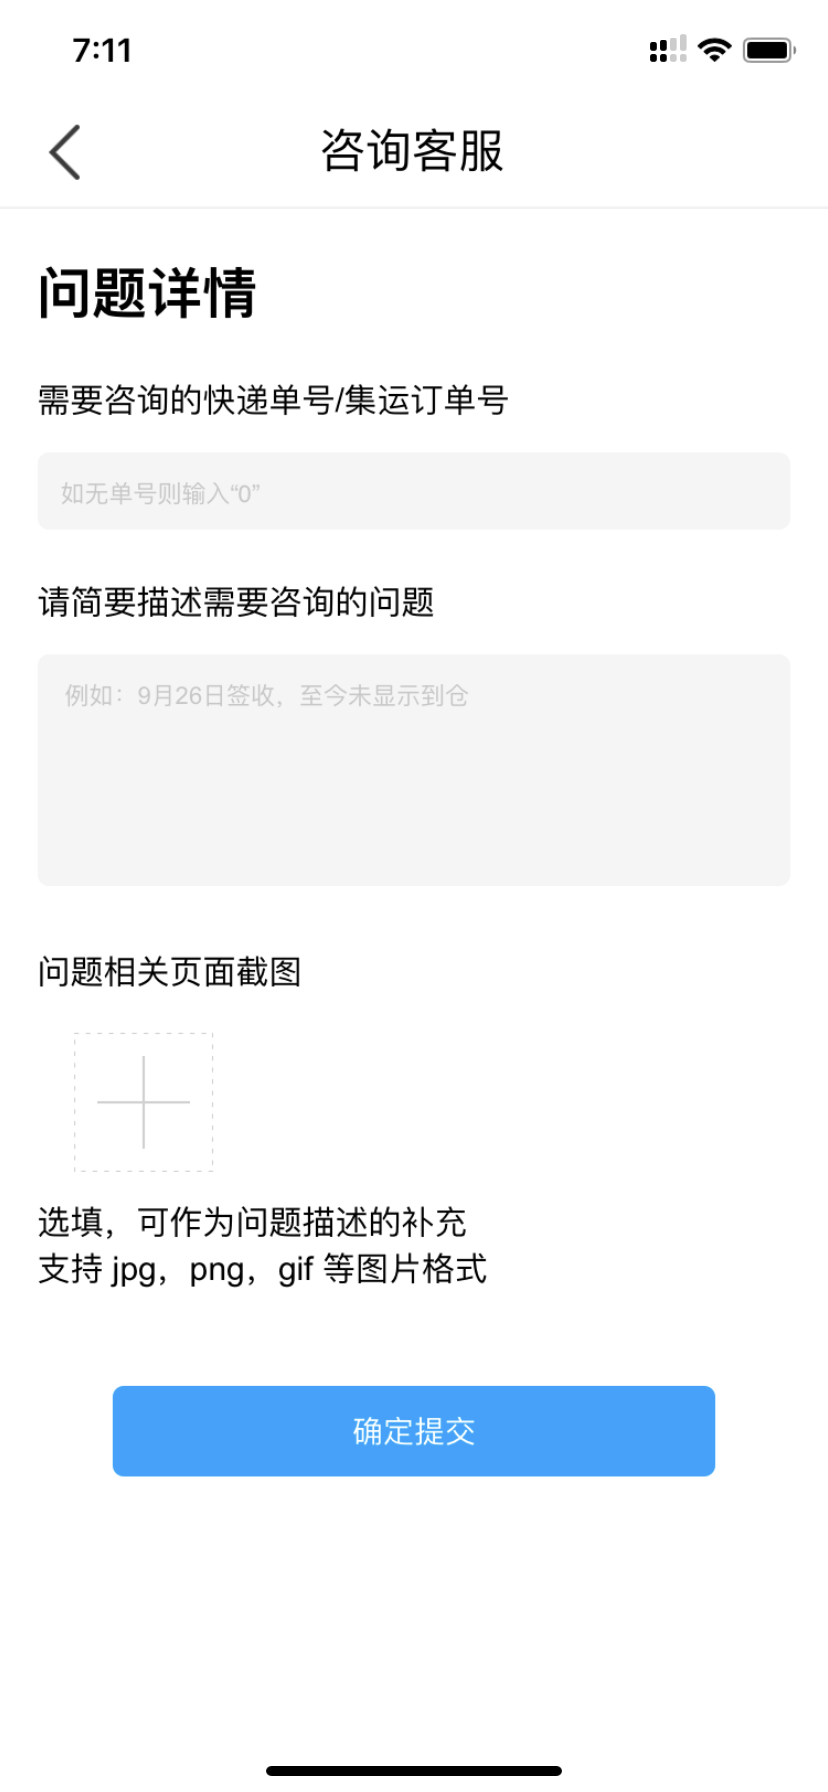 7:11
咨询客服
问题详情
需要咨询的快递单号/集运订单号
如无单号则输入“0”
请简要描述需要咨询的问题
例如：9月26日签收，至今未显示到仓
问题相关页面截图
选填，可作为问题描述的补充
支持 jpg，png，gif 等图片格式
确定提交